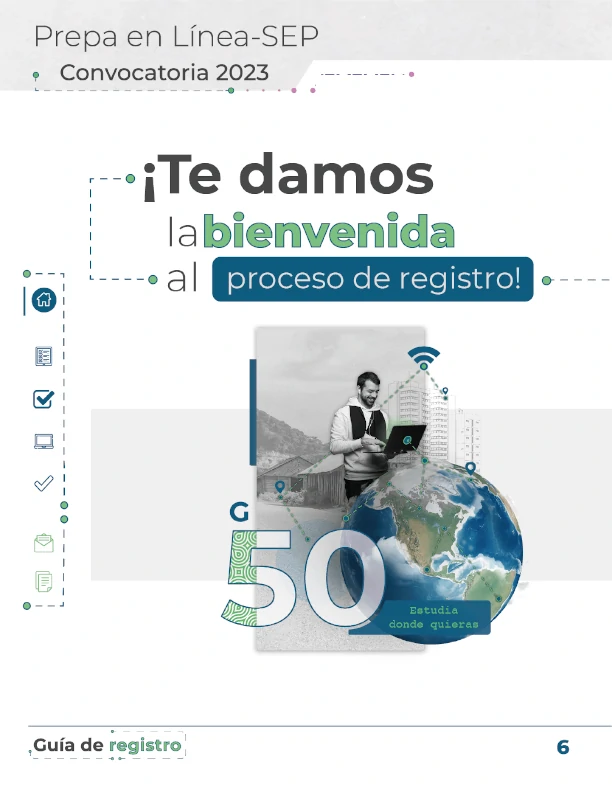 Prepa en Línea-SEP
Convocatoria 2023
¡Te damos
la bienvenida
al proceso de registro!
G
50
Estudia
donde quieras
Guía de registro
6